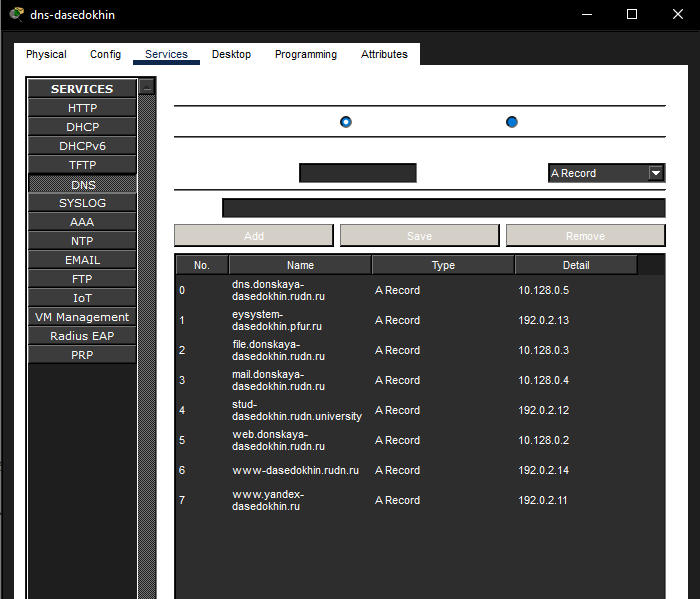 dns-dasedokhin
Physical Config Services Desktop Programming Attributes
SERVICES
HTTP
DHCP
DHCPv6
TFTP
DNS
SYSLOG
AAA
NTP
EMAIL
FTP
IoT
VM Management
Radius EAP
PRP
A Record
Add Save Remove
No. Name Type Detail
0 dns.donskaya-
dasedokhin.rudn.ru A Record 10.128.0.5
1 eysystem-
dasedokhin.pfur.ru A Record 192.0.2.13
2 file.donskaya-
dasedokhin.rudn.ru A Record 10.128.0.3
3 mail.donskaya-
dasedokhin.rudn.ru A Record 10.128.0.4
4 stud-
dasedokhin.rudn.university A Record 192.0.2.12
5 web.donskaya-
dasedokhin.rudn.ru A Record 10.128.0.2
6 www-dasedokhin.rudn.ru A Record 192.0.2.14
7 www.yandex-
dasedokhin.ru A Record 192.0.2.11